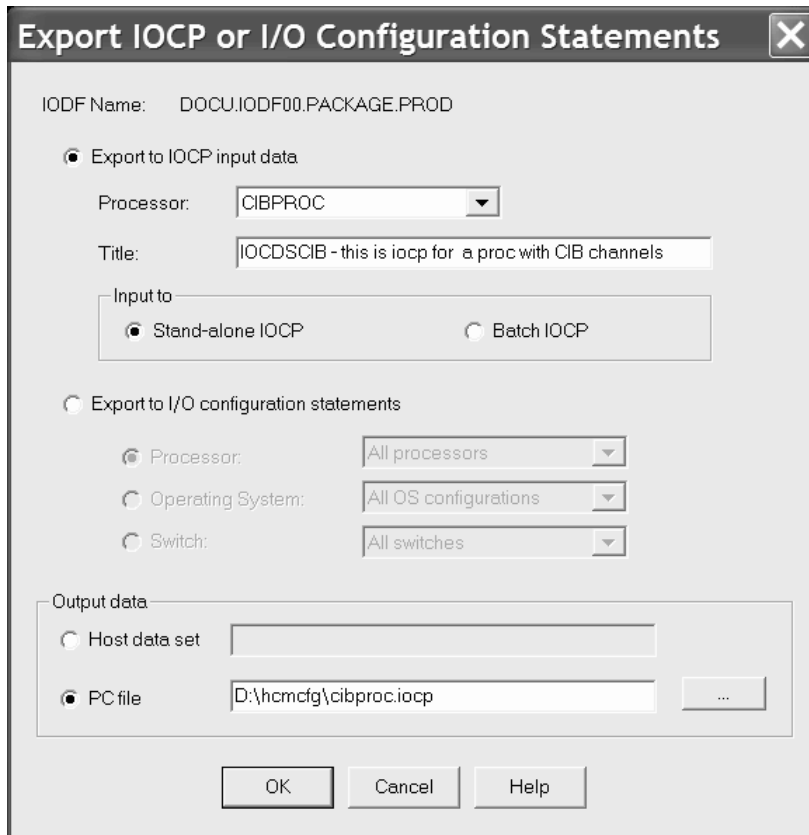 Export IOCP or I/O Configuration Statements
IODF Name: DOCU.IODF00.PACKAGE.PROD
Export to IOCP input data
Processor: CIBPROC
Title: IOCDSCIB - this is iocp for a proc with CIB channels
Input to
Stand-alone IOCP Batch IOCP
Export to I/O configuration statements
Processor: All processors
Operating System: All OS configurations
Switch: All switches
Output data
Host data set
PC file D:\hcmcfg\cibproc.iocp ...
OK Cancel Help